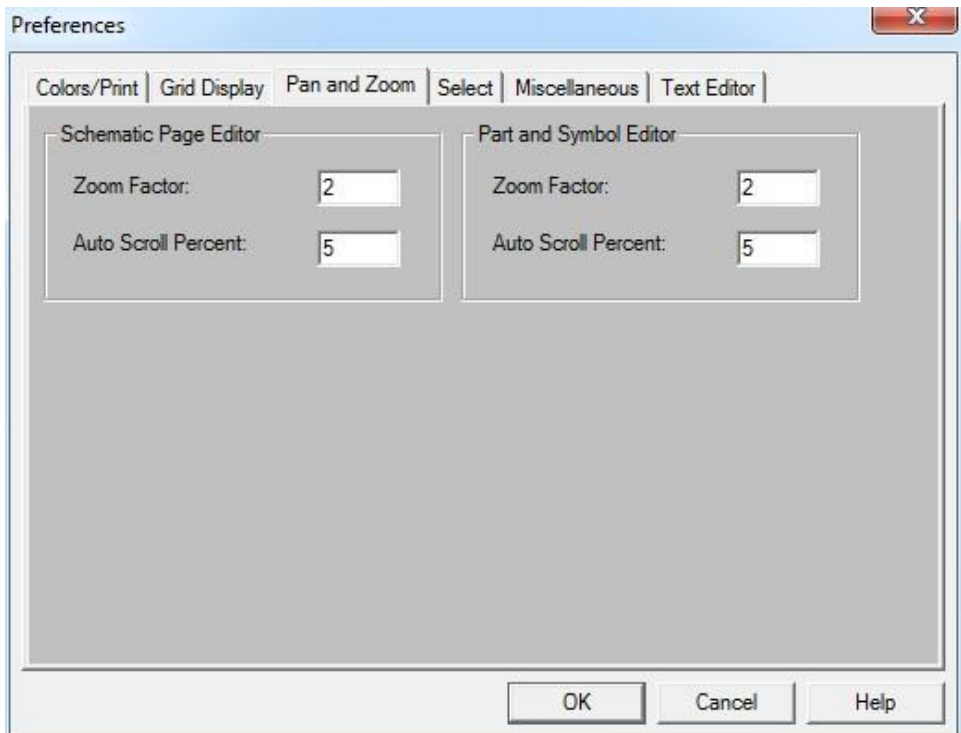 Preferences
Colors/Print Grid Display Pan and Zoom Select Miscellaneous Text Editor
Schematic Page Editor
Zoom Factor: 2
Auto Scroll Percent: 5
Part and Symbol Editor
Zoom Factor: 2
Auto Scroll Percent: 5
OK Cancel Help